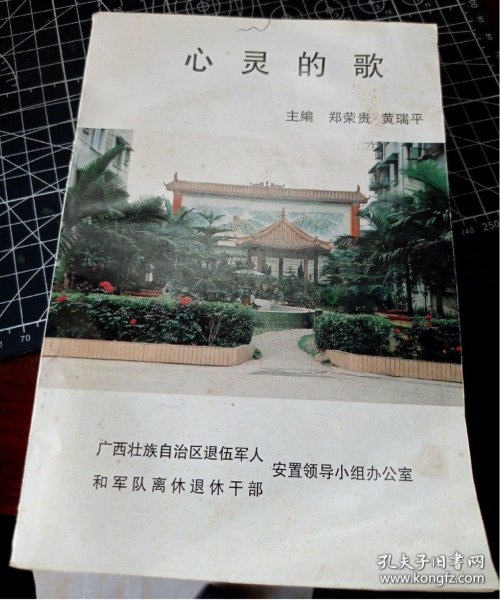 心灵的歌
主编 郑荣贵 黄瑞平
广西壮族自治区退伍军人
和军队离休退休干部
安置领导小组办公室
孔夫子旧书网
www.kongfz.com